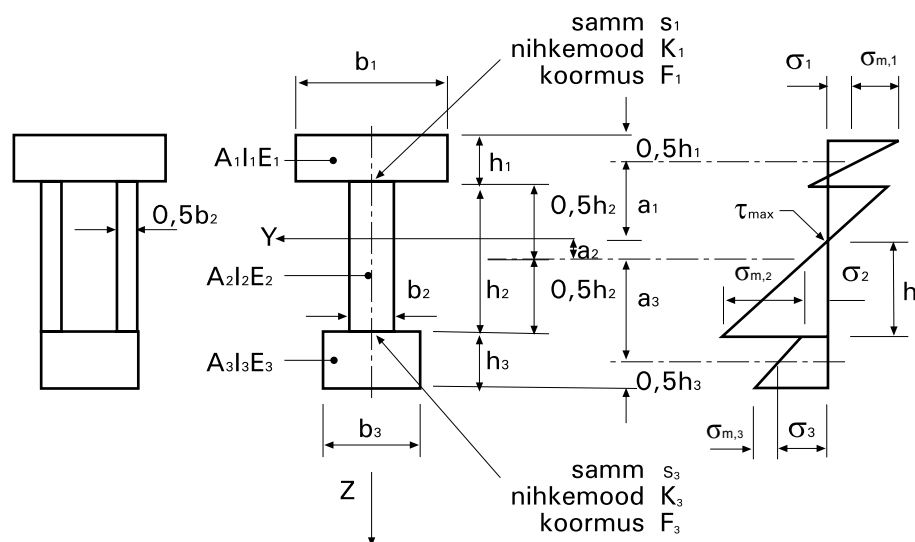 samm s₁
nihkemood K₁
koormus F₁
b₁
σ₁
σm,₁
A₁I₁E₁
h₁
0,5h₁
0,5b₂
0,5h₂
a₁
τmax
Y
a₂
A₂I₂E₂
b₂
h₂
0,5h₂
a₃
σm,₂
σ₂
h
A₃I₃E₃
h₃
0,5h₃
b₃
σm,₃
σ₃
Z
samm s₃
nihkemood K₃
koormus F₃